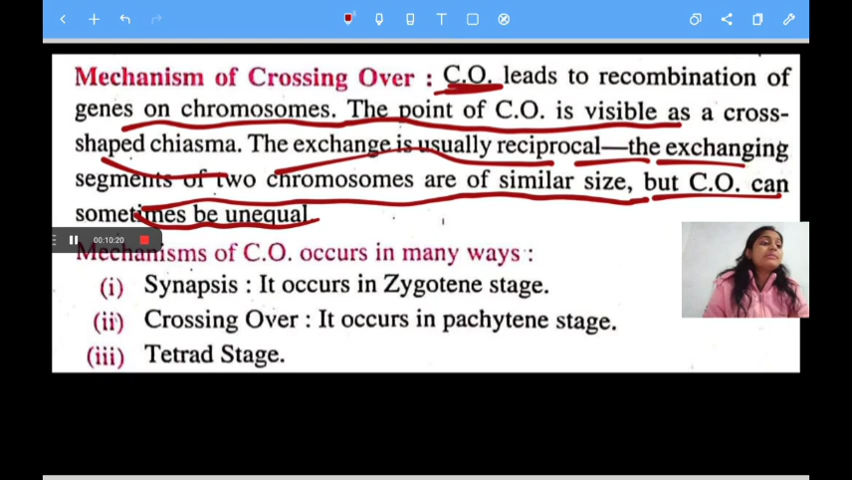 Mechanism of Crossing Over : C.O. leads to recombination of
genes on chromosomes. The point of C.O. is visible as a cross-
shaped chiasma. The exchange is usually reciprocal—the exchanging
segments of two chromosomes are of similar size, but C.O. can
sometimes be unequal.
00:10:20
Mechanisms of C.O. occurs in many ways :
(i) Synapsis : It occurs in Zygotene stage.
(ii) Crossing Over : It occurs in pachytene stage.
(iii) Tetrad Stage.